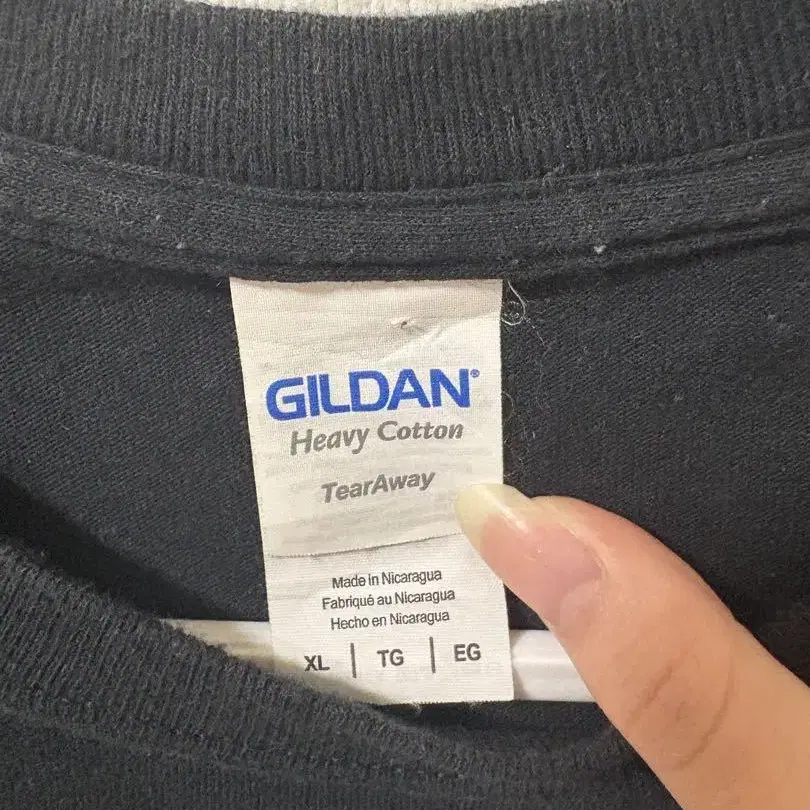 GILDAN®
Heavy Cotton
TearAway
Made in Nicaragua
Fabriqué au Nicaragua
Hecho en Nicaragua
XL | TG | EG